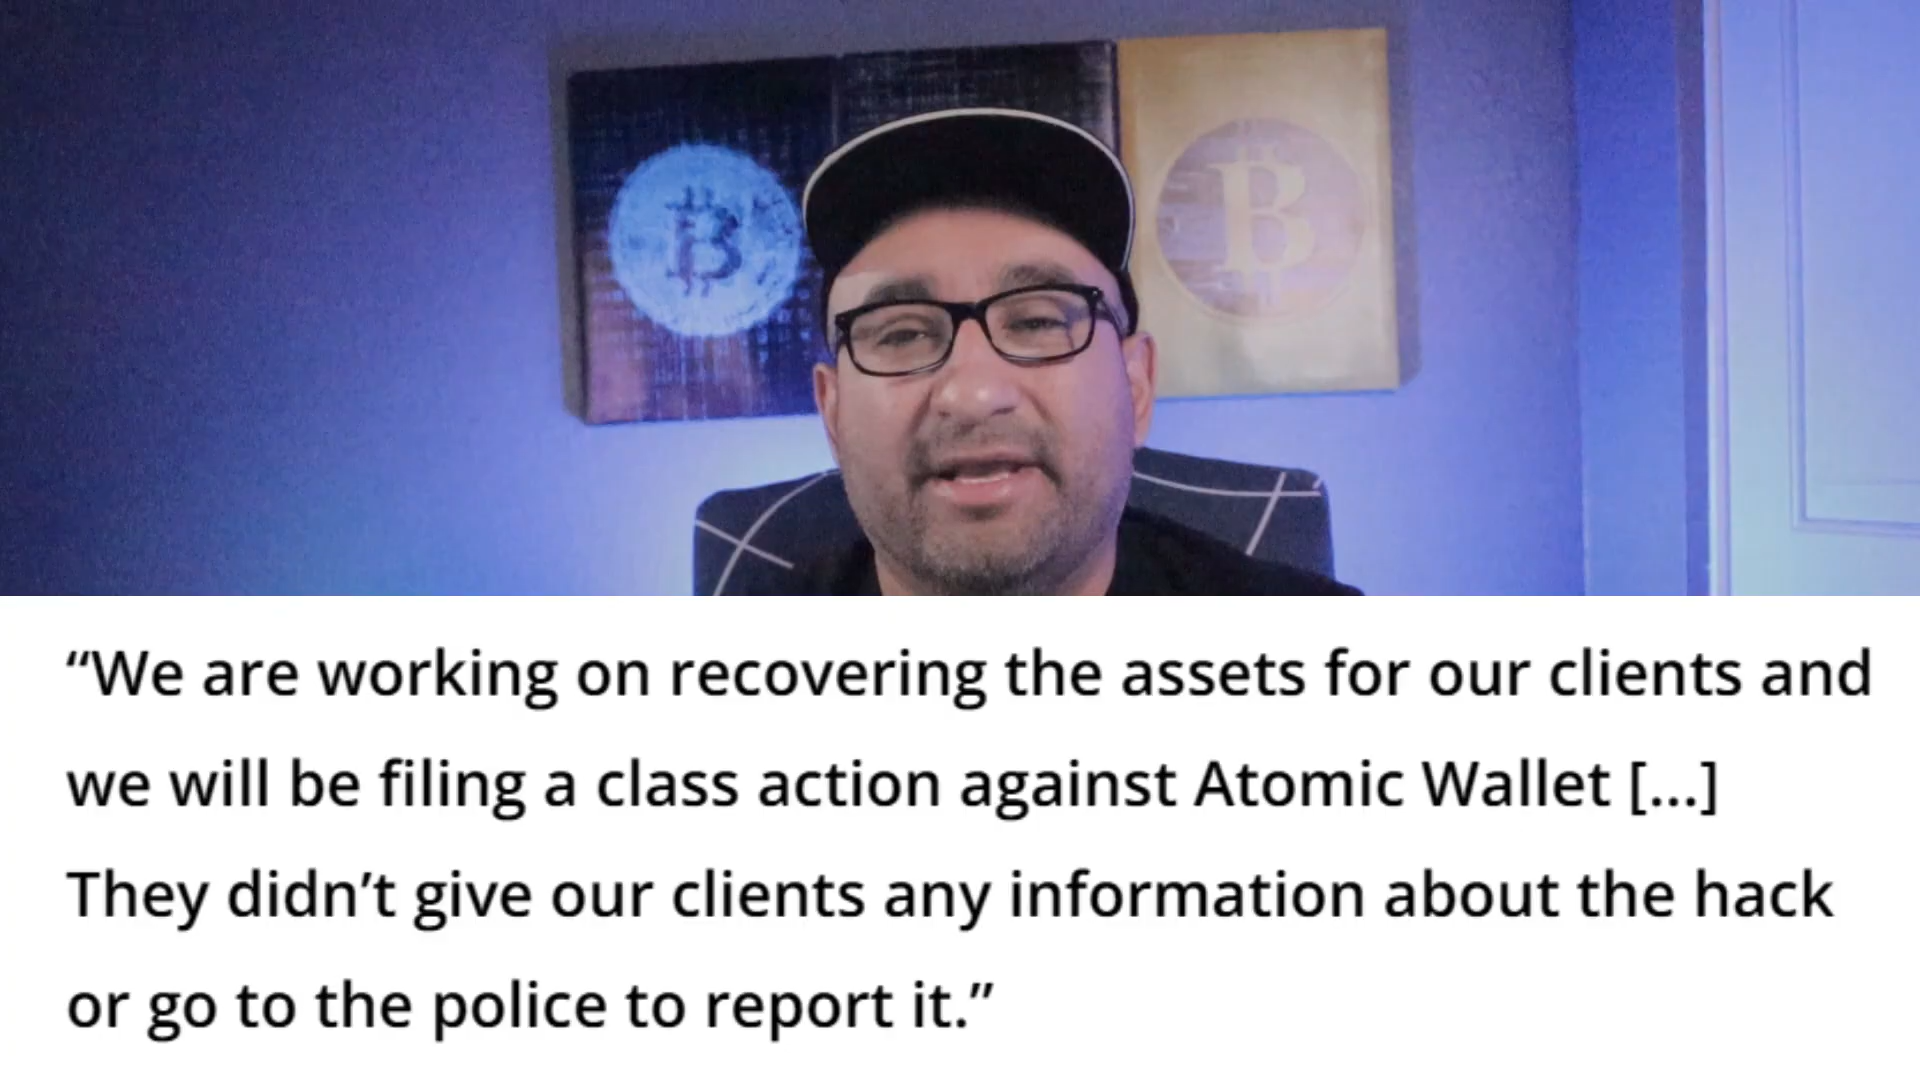 “We are working on recovering the assets for our clients and
we will be filing a class action against Atomic Wallet [...]
They didn’t give our clients any information about the hack
or go to the police to report it.”